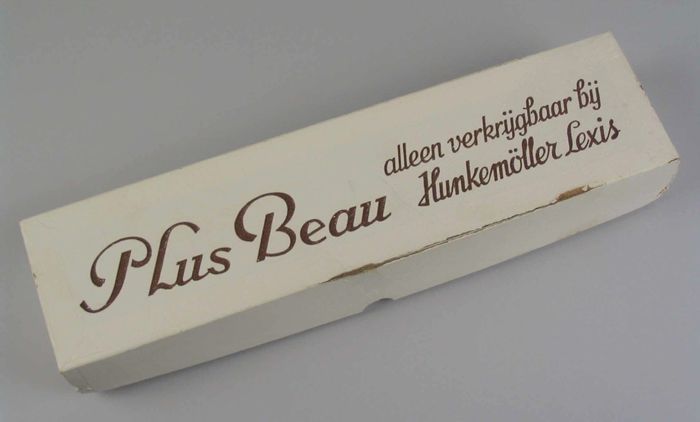 Plus Beau
alleen verkrijgbaar bij
Hunkemöller Lexis